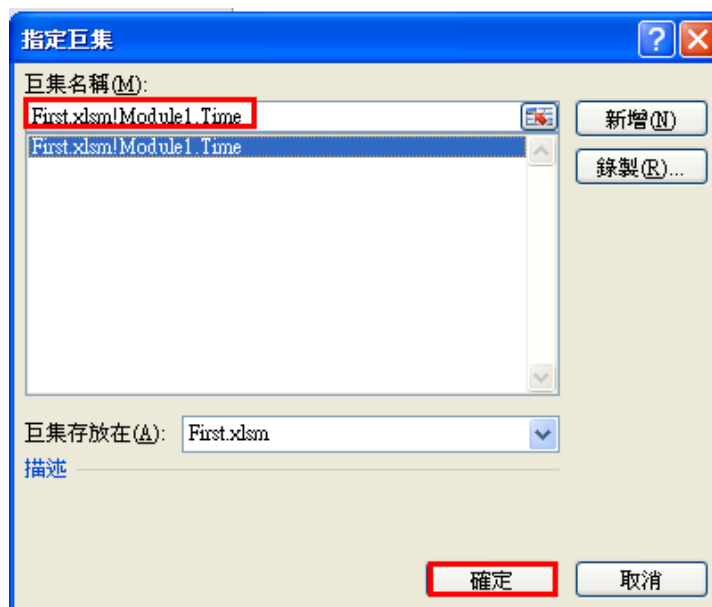 指定巨集
巨集名稱(M):
First.xlsm!Module1.Time
新增(N)
First.xlsm!Module1.Time
錄製(R)...
巨集存放在(A): First.xlsm
描述
確定 取消